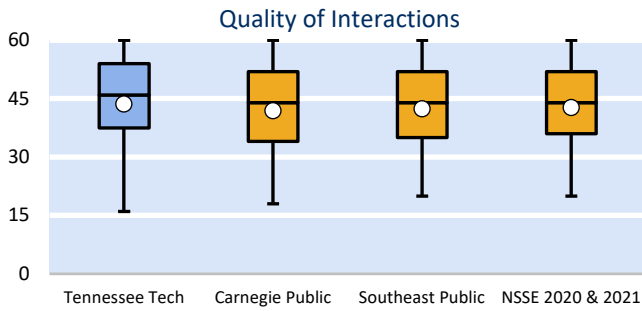 Quality of Interactions
60
45
30
15
0
Tennessee Tech
Carnegie Public
Southeast Public
NSSE 2020 & 2021